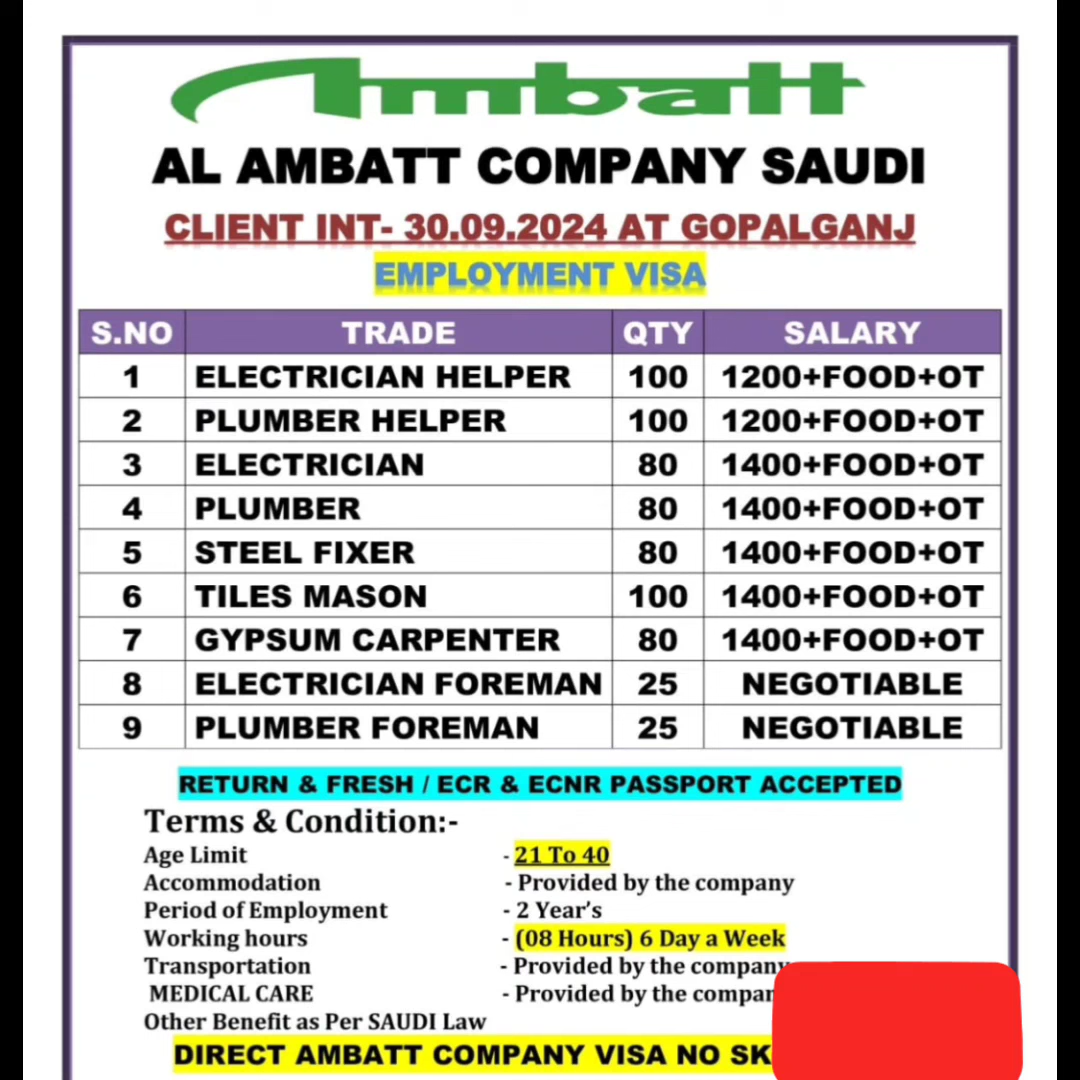 Ambatt
AL AMBATT COMPANY SAUDI
CLIENT INT- 30.09.2024 AT GOPALGANJ
EMPLOYMENT VISA
S.NO TRADE QTY SALARY
1 ELECTRICIAN HELPER 100 1200+FOOD+OT
2 PLUMBER HELPER 100 1200+FOOD+OT
3 ELECTRICIAN 80 1400+FOOD+OT
4 PLUMBER 80 1400+FOOD+OT
5 STEEL FIXER 80 1400+FOOD+OT
6 TILES MASON 100 1400+FOOD+OT
7 GYPSUM CARPENTER 80 1400+FOOD+OT
8 ELECTRICIAN FOREMAN 25 NEGOTIABLE
9 PLUMBER FOREMAN 25 NEGOTIABLE
RETURN & FRESH / ECR & ECNR PASSPORT ACCEPTED
Terms & Condition:-
Age Limit - 21 To 40
Accommodation - Provided by the company
Period of Employment - 2 Year’s
Working hours - (08 Hours) 6 Day a Week
Transportation - Provided by the company
MEDICAL CARE - Provided by the
Other Benefit as Per SAUDI Law
DIRECT AMBATT COMPANY VISA NO